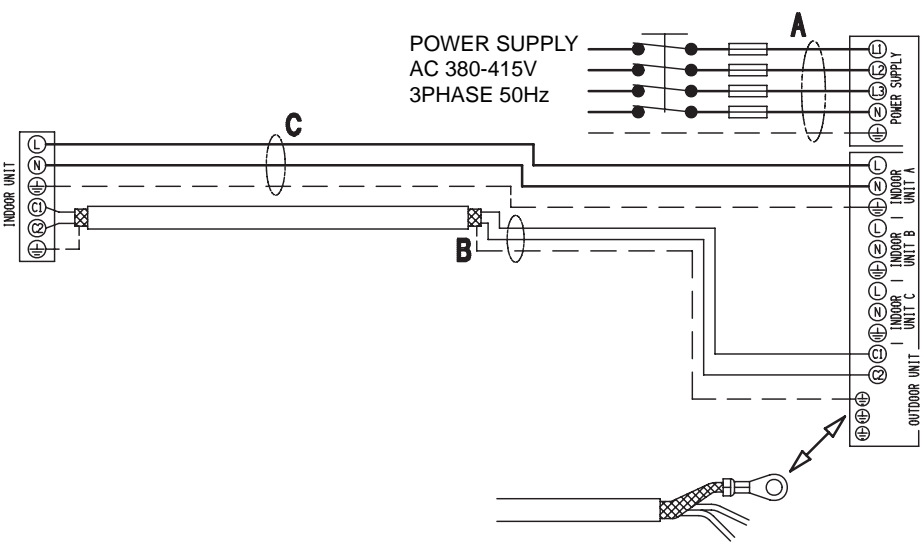 A
POWER SUPPLY
AC 380-415V
3PHASE 50Hz
L1
L2
L3
N
POWER SUPPLY
C
B
INDOOR UNIT
L
N
C1
C2
L
N
INDOOR
UNIT A
L
N
INDOOR
UNIT B
L
N
INDOOR
UNIT C
C1
C2
OUTDOOR UNIT